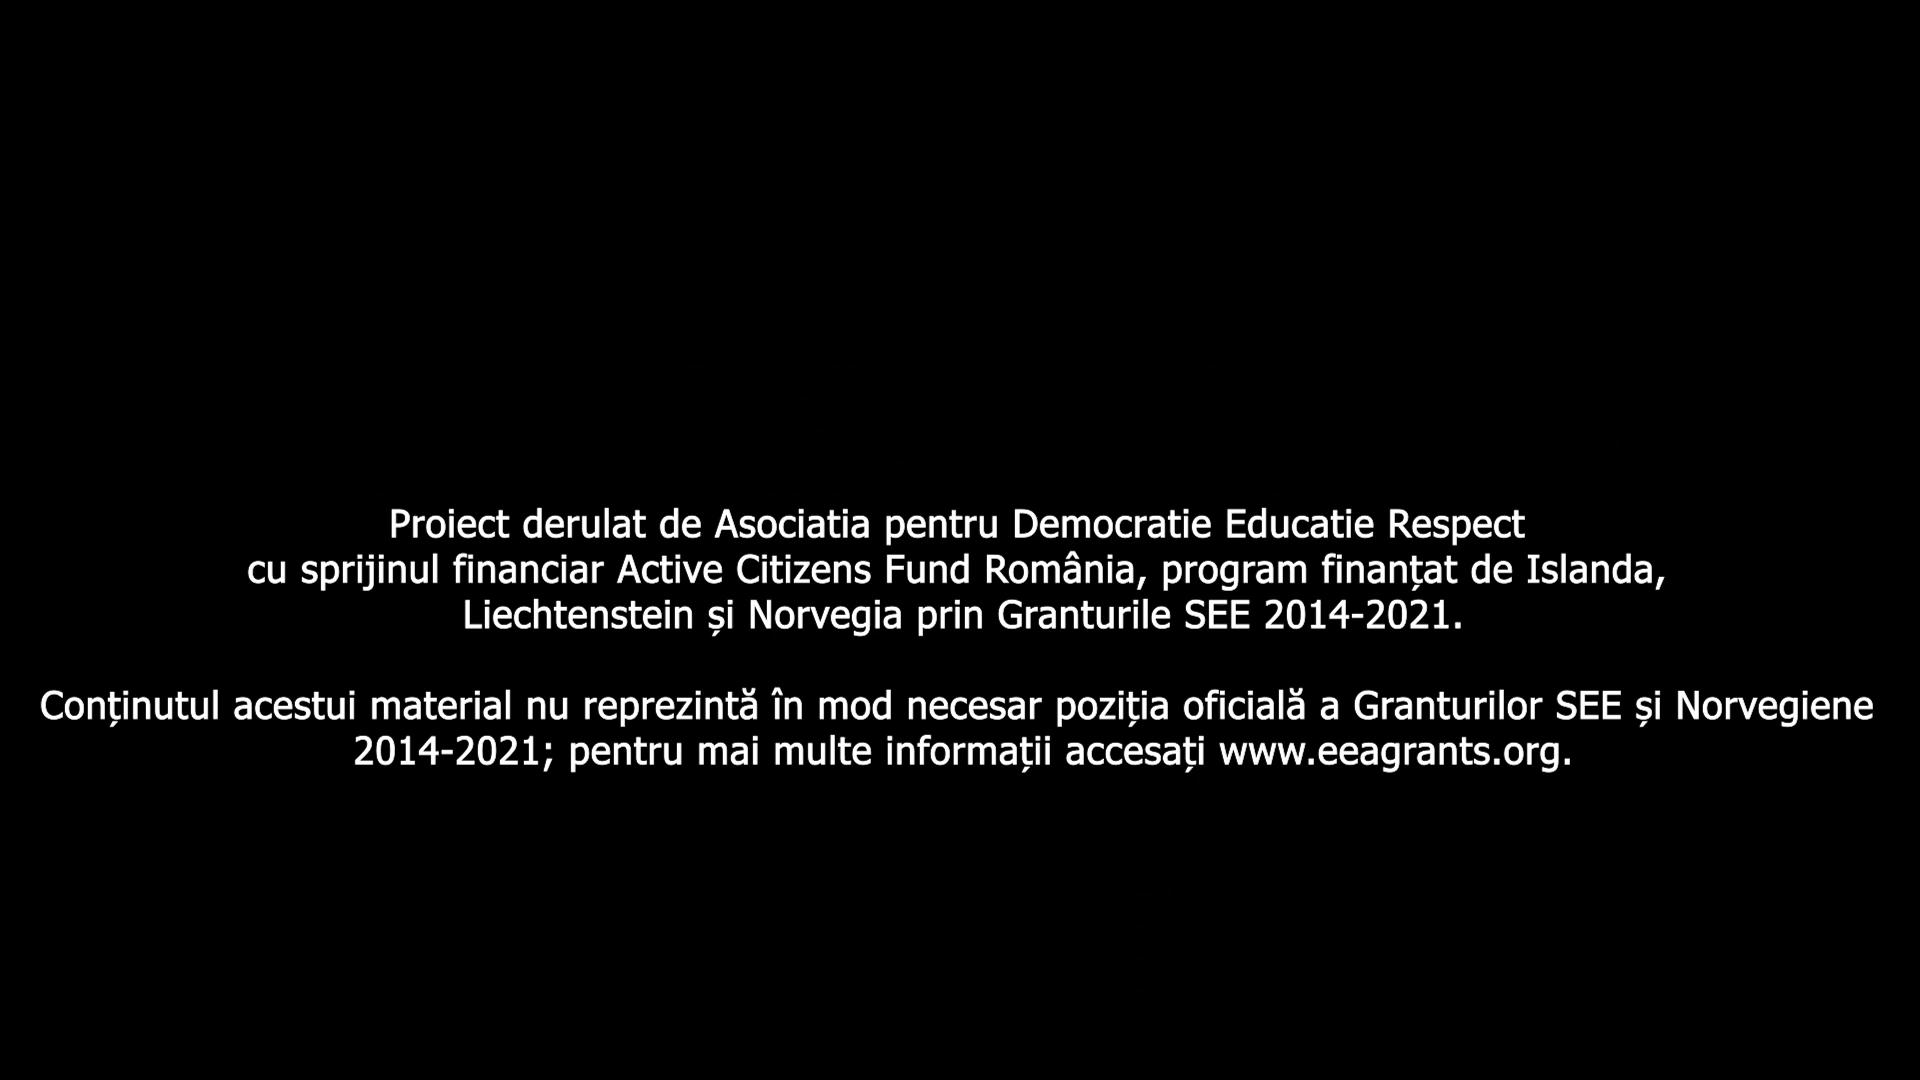 Proiect derulat de Asociatia pentru Democratie Educatie Respect
cu sprijinul financiar Active Citizens Fund România, program finanțat de Islanda,
Liechtenstein și Norvegia prin Granturile SEE 2014-2021.
Conținutul acestui material nu reprezintă în mod necesar poziția oficială a Granturilor SEE și Norvegiene
2014-2021; pentru mai multe informații accesați www.eeagrants.org.